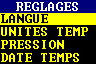 REGLAGES
LANGUE
UNITES TEMP
PRESSION
DATE TEMPS